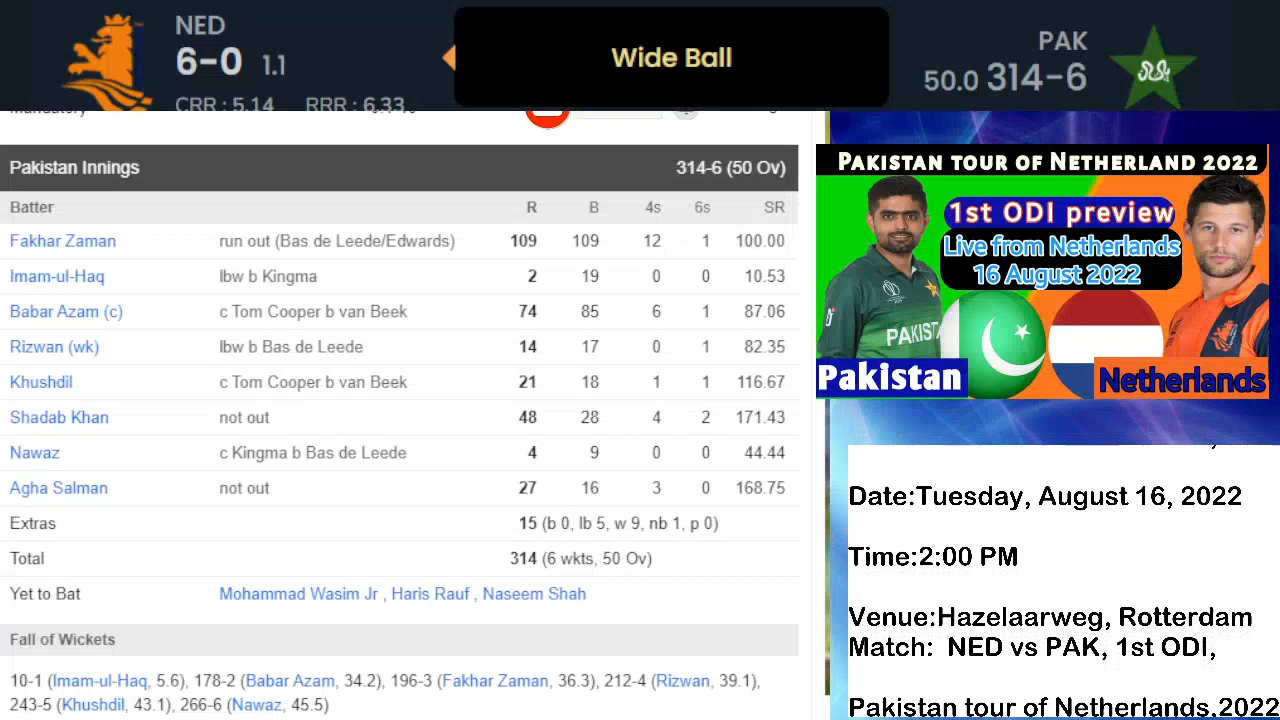 NED
6-0 1.1
CRR : 5.14 RRR : 6.33
Wide Ball
PAK
50.0 314-6
Pakistan Innings 314-6 (50 Ov)
Batter R B 4s 6s SR
Fakhar Zaman run out (Bas de Leede/Edwards) 109 109 12 1 100.00
Imam-ul-Haq lbw b Kingma 2 19 0 0 10.53
Babar Azam (c) c Tom Cooper b van Beek 74 85 6 1 87.06
Rizwan (wk) lbw b Bas de Leede 14 17 0 1 82.35
Khushdil c Tom Cooper b van Beek 21 18 1 1 116.67
Shadab Khan not out 48 28 4 2 171.43
Nawaz c Kingma b Bas de Leede 4 9 0 0 44.44
Agha Salman not out 27 16 3 0 168.75
Extras 15 (b 0, lb 5, w 9, nb 1, p 0)
Total 314 (6 wkts, 50 Ov)
Yet to Bat Mohammad Wasim Jr , Haris Rauf , Naseem Shah
Fall of Wickets
10-1 (Imam-ul-Haq, 5.6), 178-2 (Babar Azam, 34.2), 196-3 (Fakhar Zaman, 36.3), 212-4 (Rizwan, 39.1),
243-5 (Khushdil, 43.1), 266-6 (Nawaz, 45.5)
PAKISTAN TOUR OF NETHERLAND 2022
1st ODI preview
Live from Netherlands
16 August 2022
PAKISTA
Pakistan
Netherlands
Date:Tuesday, August 16, 2022
Time:2:00 PM
Venue:Hazelaarweg, Rotterdam
Match: NED vs PAK, 1st ODI,
Pakistan tour of Netherlands,2022